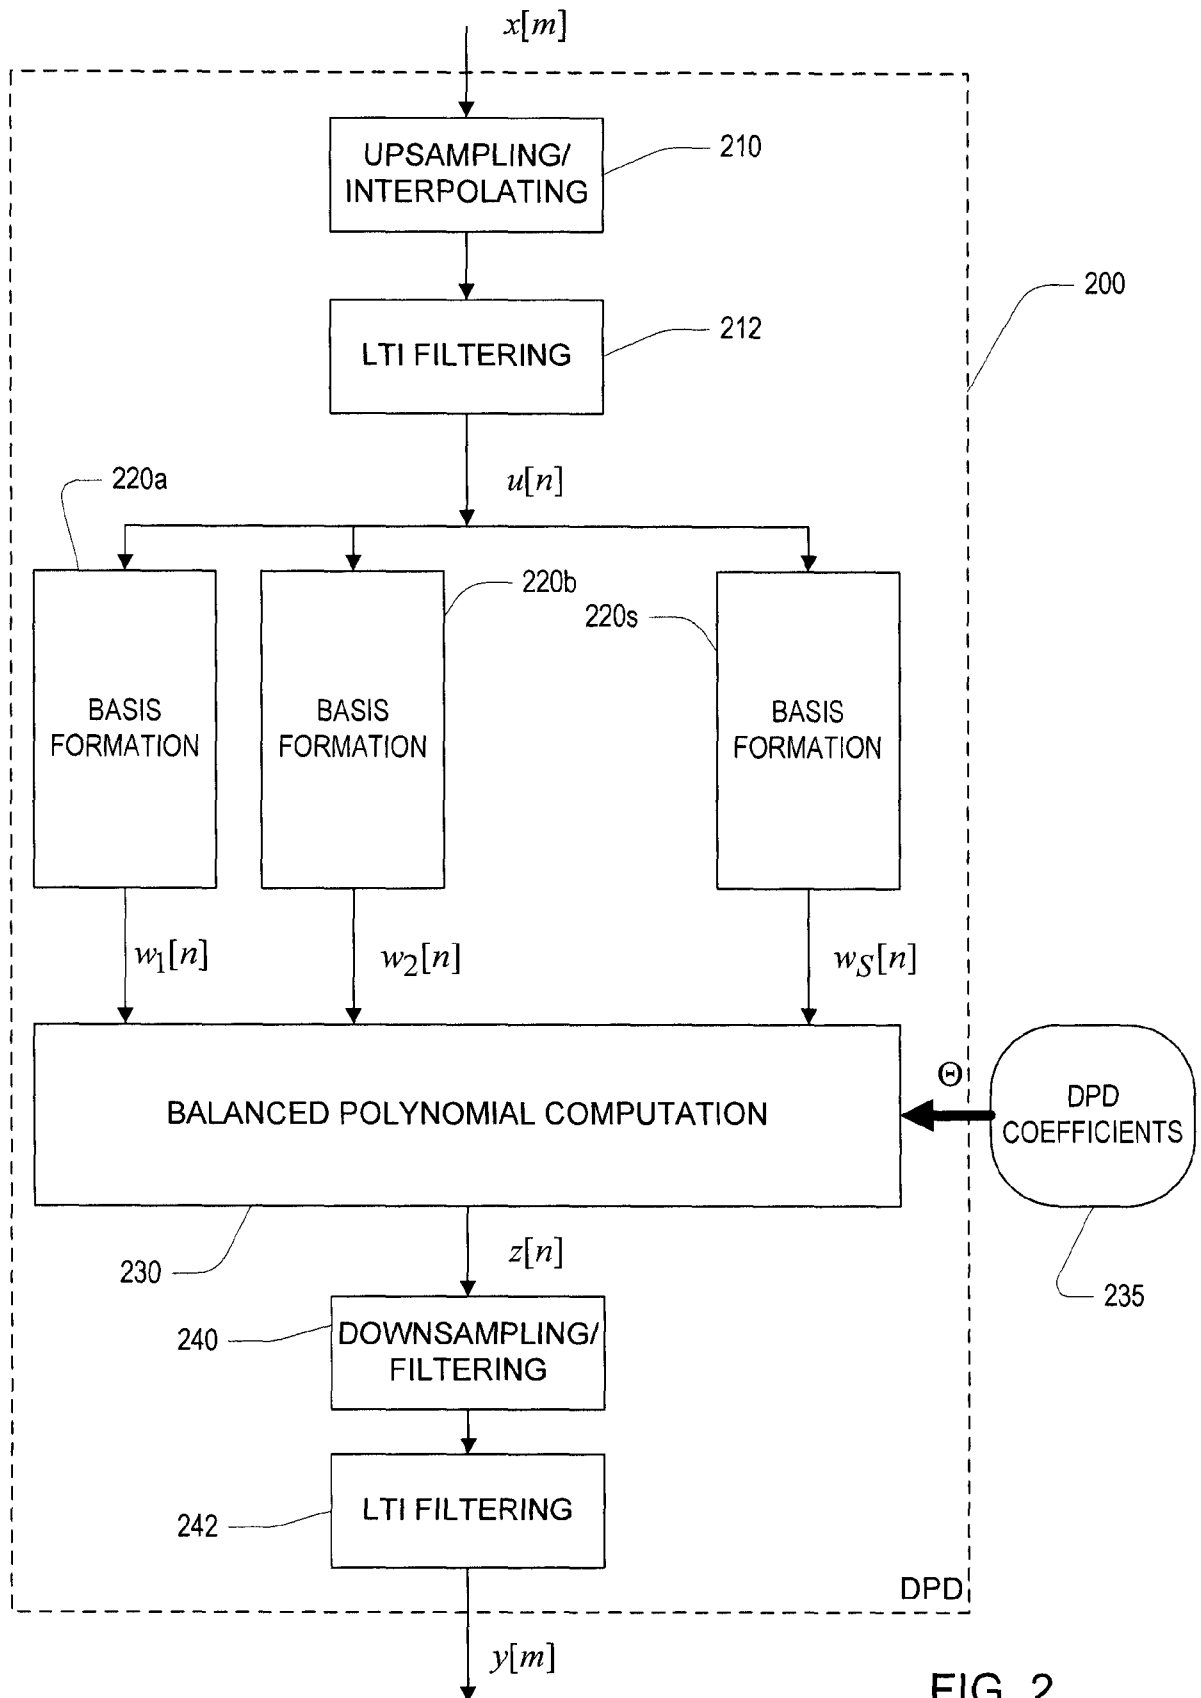 x[m]
UPSAMPLING/
INTERPOLATING
210
LTI FILTERING
212
200
u[n]
220a
220b
220s
BASIS
FORMATION
BASIS
FORMATION
BASIS
FORMATION
w1[n]
w2[n]
wS[n]
BALANCED POLYNOMIAL COMPUTATION
Θ
DPD
COEFFICIENTS
230
z[n]
235
240
DOWNSAMPLING/
FILTERING
242
LTI FILTERING
DPD
y[m]
FIG. 2